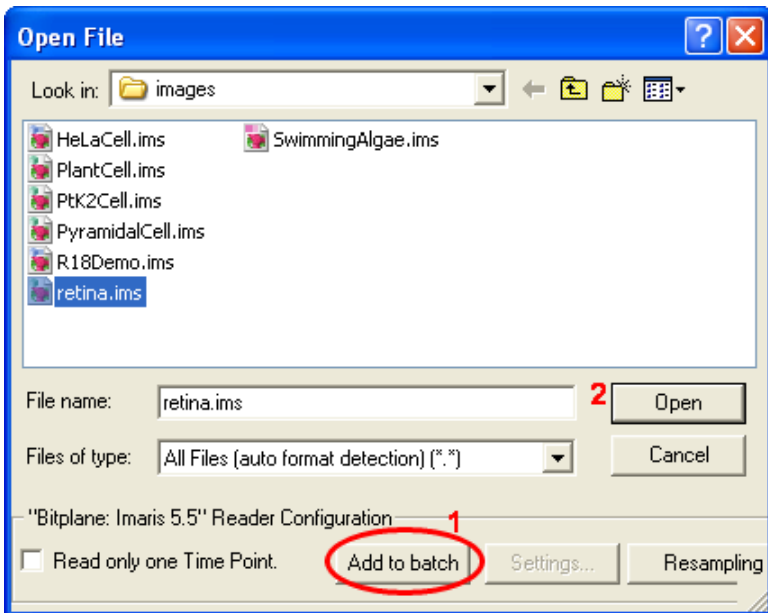 Open File
Look in: images
HeLaCell.ims SwimmingAlgae.ims
PlantCell.ims
PtK2Cell.ims
PyramidalCell.ims
R18Demo.ims
retina.ims
File name: retina.ims 2 Open
Files of type: All Files (auto format detection) (*.*) Cancel
"Bitplane: Imaris 5.5" Reader Configuration 1
Read only one Time Point. Add to batch Settings... Resampling